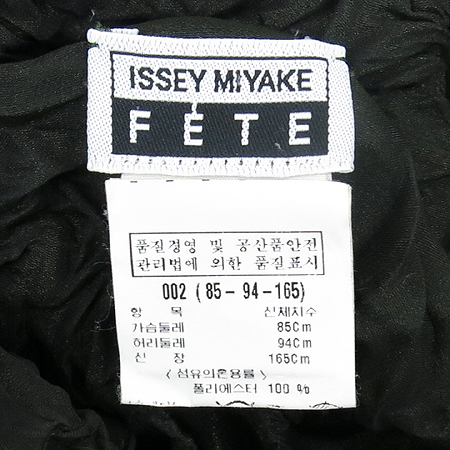 ISSEY MIYAKE
FÉTE
품질경영 및 공산품안전
관리법에 의한 품질표시
002 (85-94-165)
항 목 신체치수
가슴둘레 85Cm
허리둘레 94Cm
신 장 165Cm
〈섬유의혼용률〉
폴리에스터 100 %